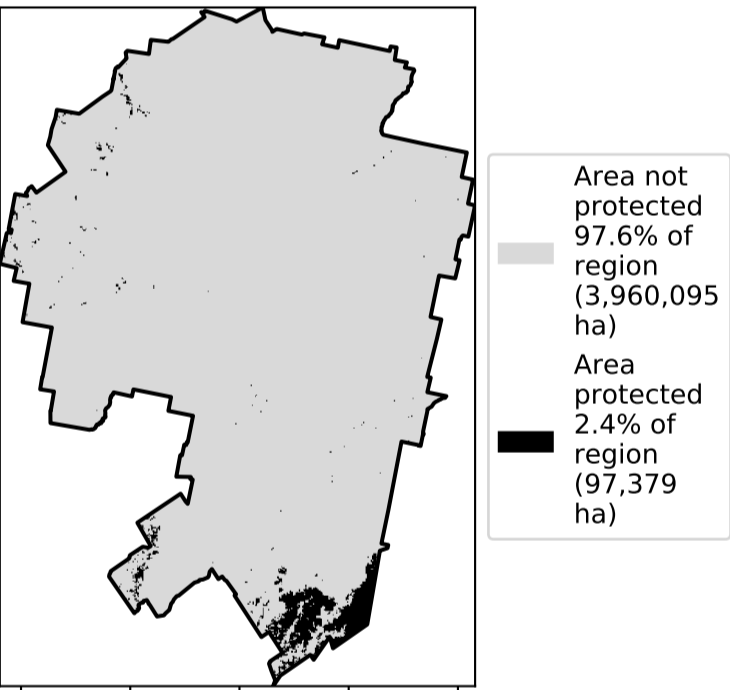 Area not
protected
97.6% of
region
(3,960,095
ha)
Area
protected
2.4% of
region
(97,379
ha)